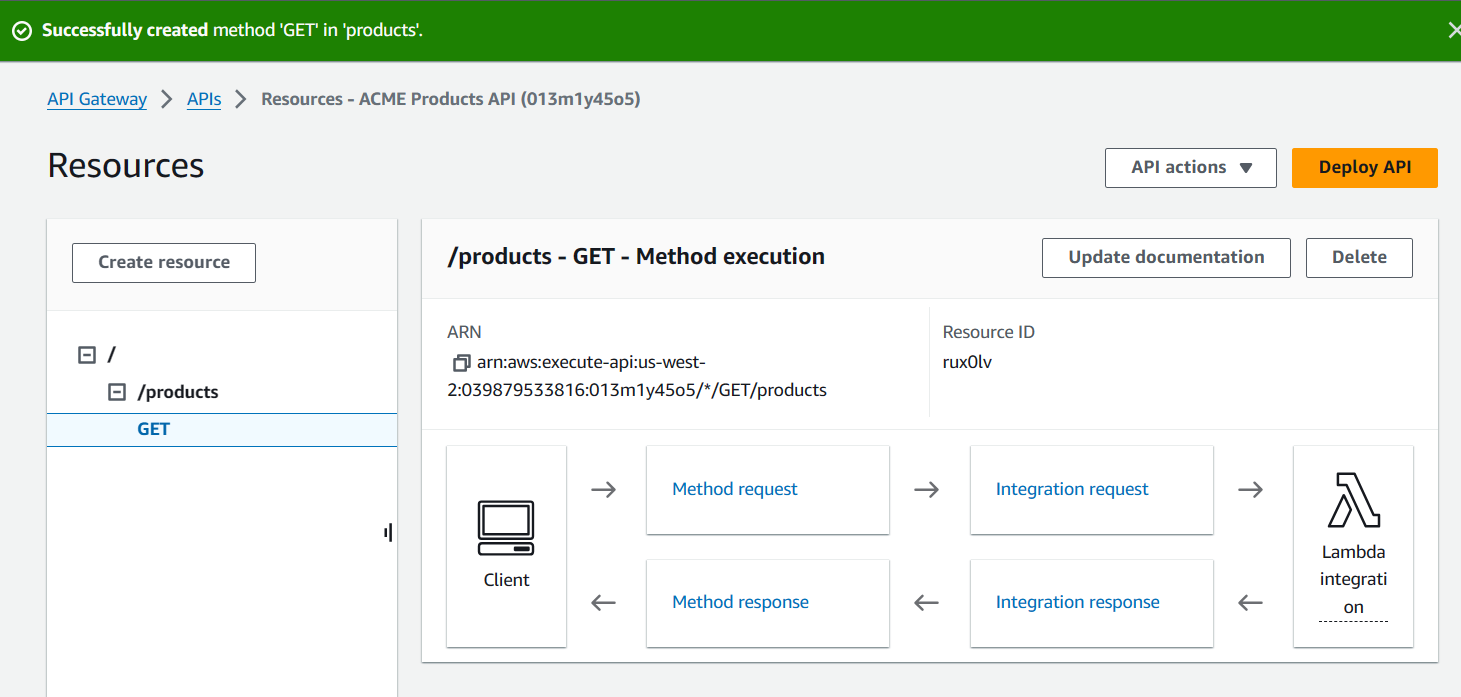 Successfully created method 'GET' in 'products'.
API Gateway > APIs > Resources - ACME Products API (013m1y45o5)
Resources
API actions ▼
Deploy API
Create resource
/
/products
GET
/products - GET - Method execution
Update documentation
Delete
ARN
arn:aws:execute-api:us-west-
2:039879533816:013m1y45o5/*/GET/products
Resource ID
rux0lv
Client
Method request
Integration request
Method response
Integration response
Lambda
integrati
on